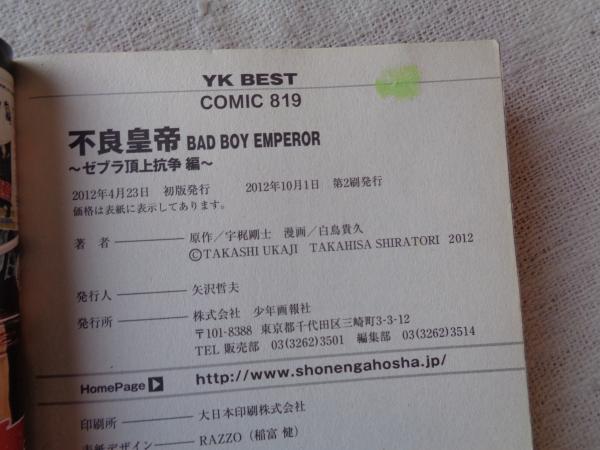 YK BEST
COMIC 819
不良皇帝 BAD BOY EMPEROR
～ゼブラ頂上抗争 編～
2012年4月23日 初版発行 2012年10月1日 第2刷発行
価格は表紙に表示してあります。
著 者 原作／宇梶剛士 漫画／白鳥貴久
©TAKASHI UKAJI TAKAHISA SHIRATORI 2012
発行人 矢沢哲夫
発行所 株式会社 少年画報社
〒101-8388 東京都千代田区三崎町3-3-12
TEL 販売部 03(3262)3501 編集部 03(3262)3514
HomePage http://www.shonengahosha.jp/
印刷所 大日本印刷株式会社
表紙デザイン RAZZO（稲富 健）